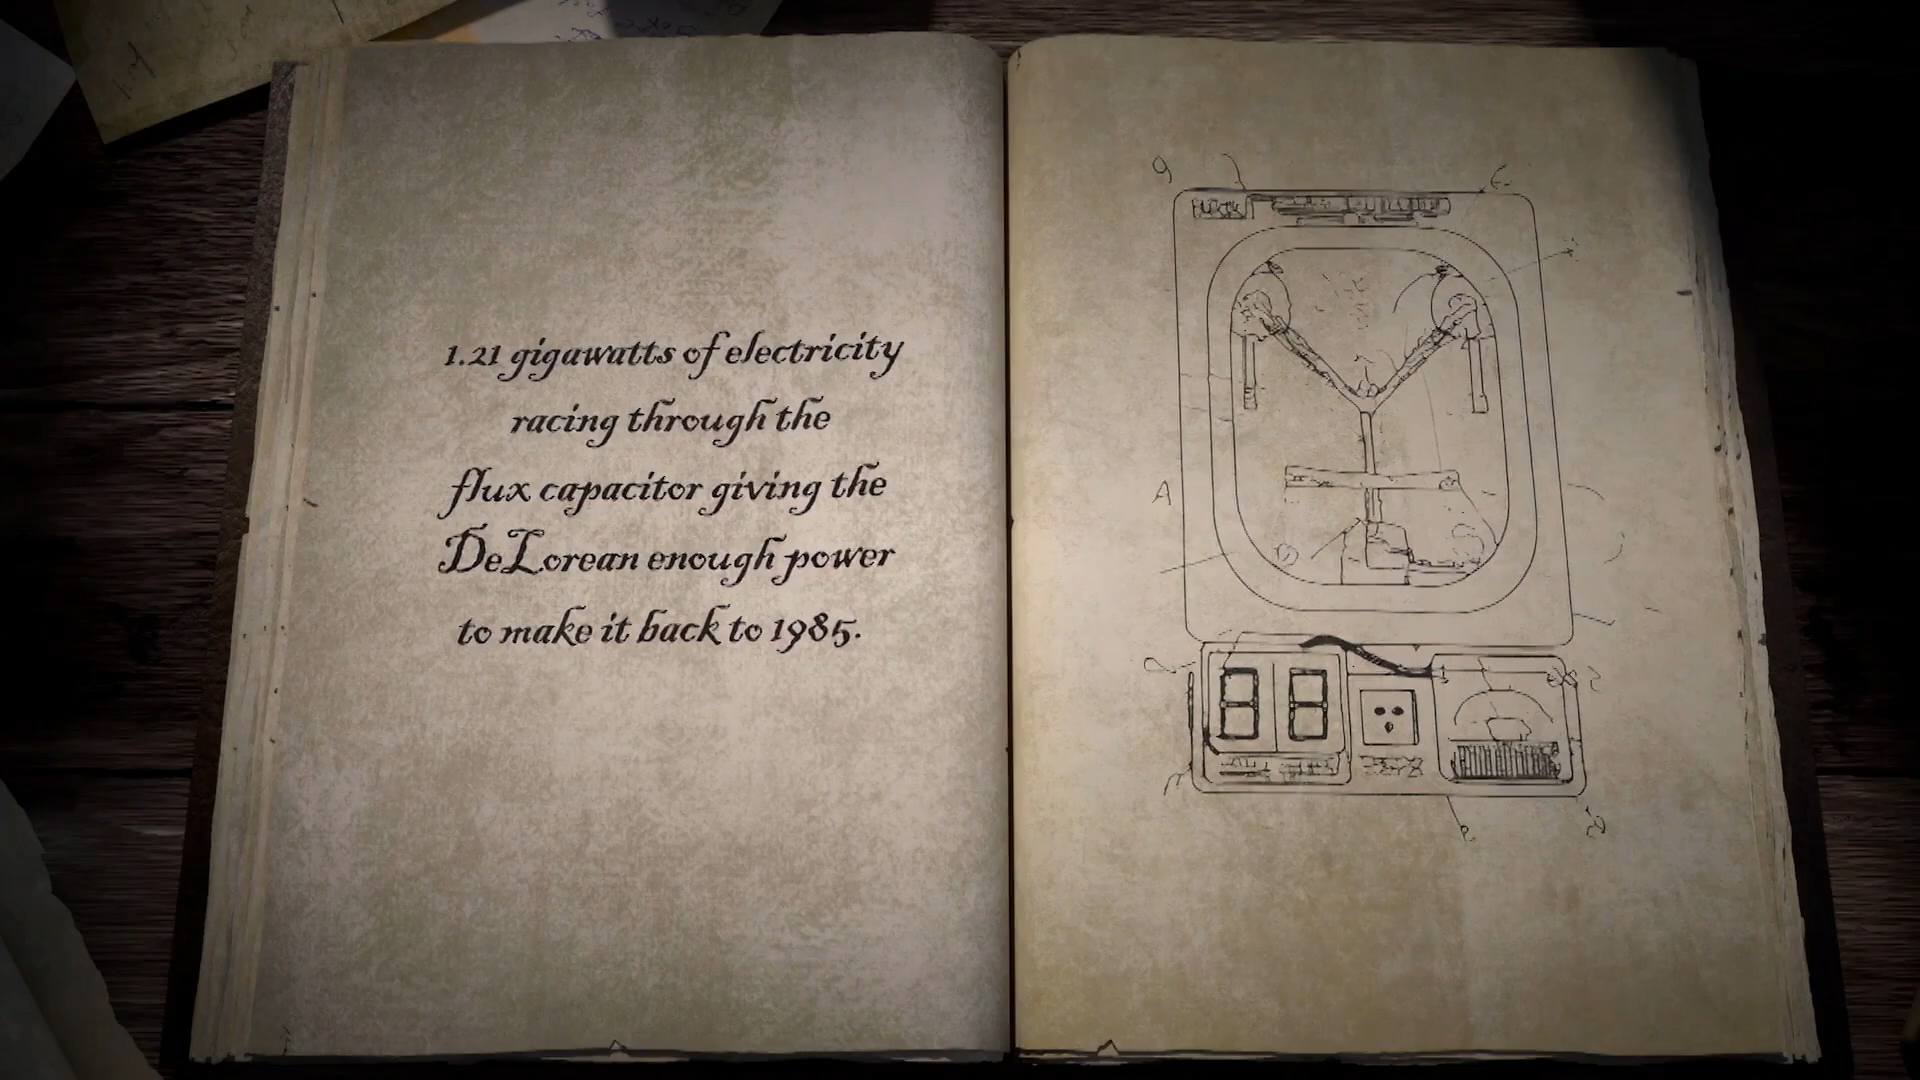 1.21 gigawatts of electricity
racing through the
flux capacitor giving the
DeLorean enough power
to make it back to 1985.
A